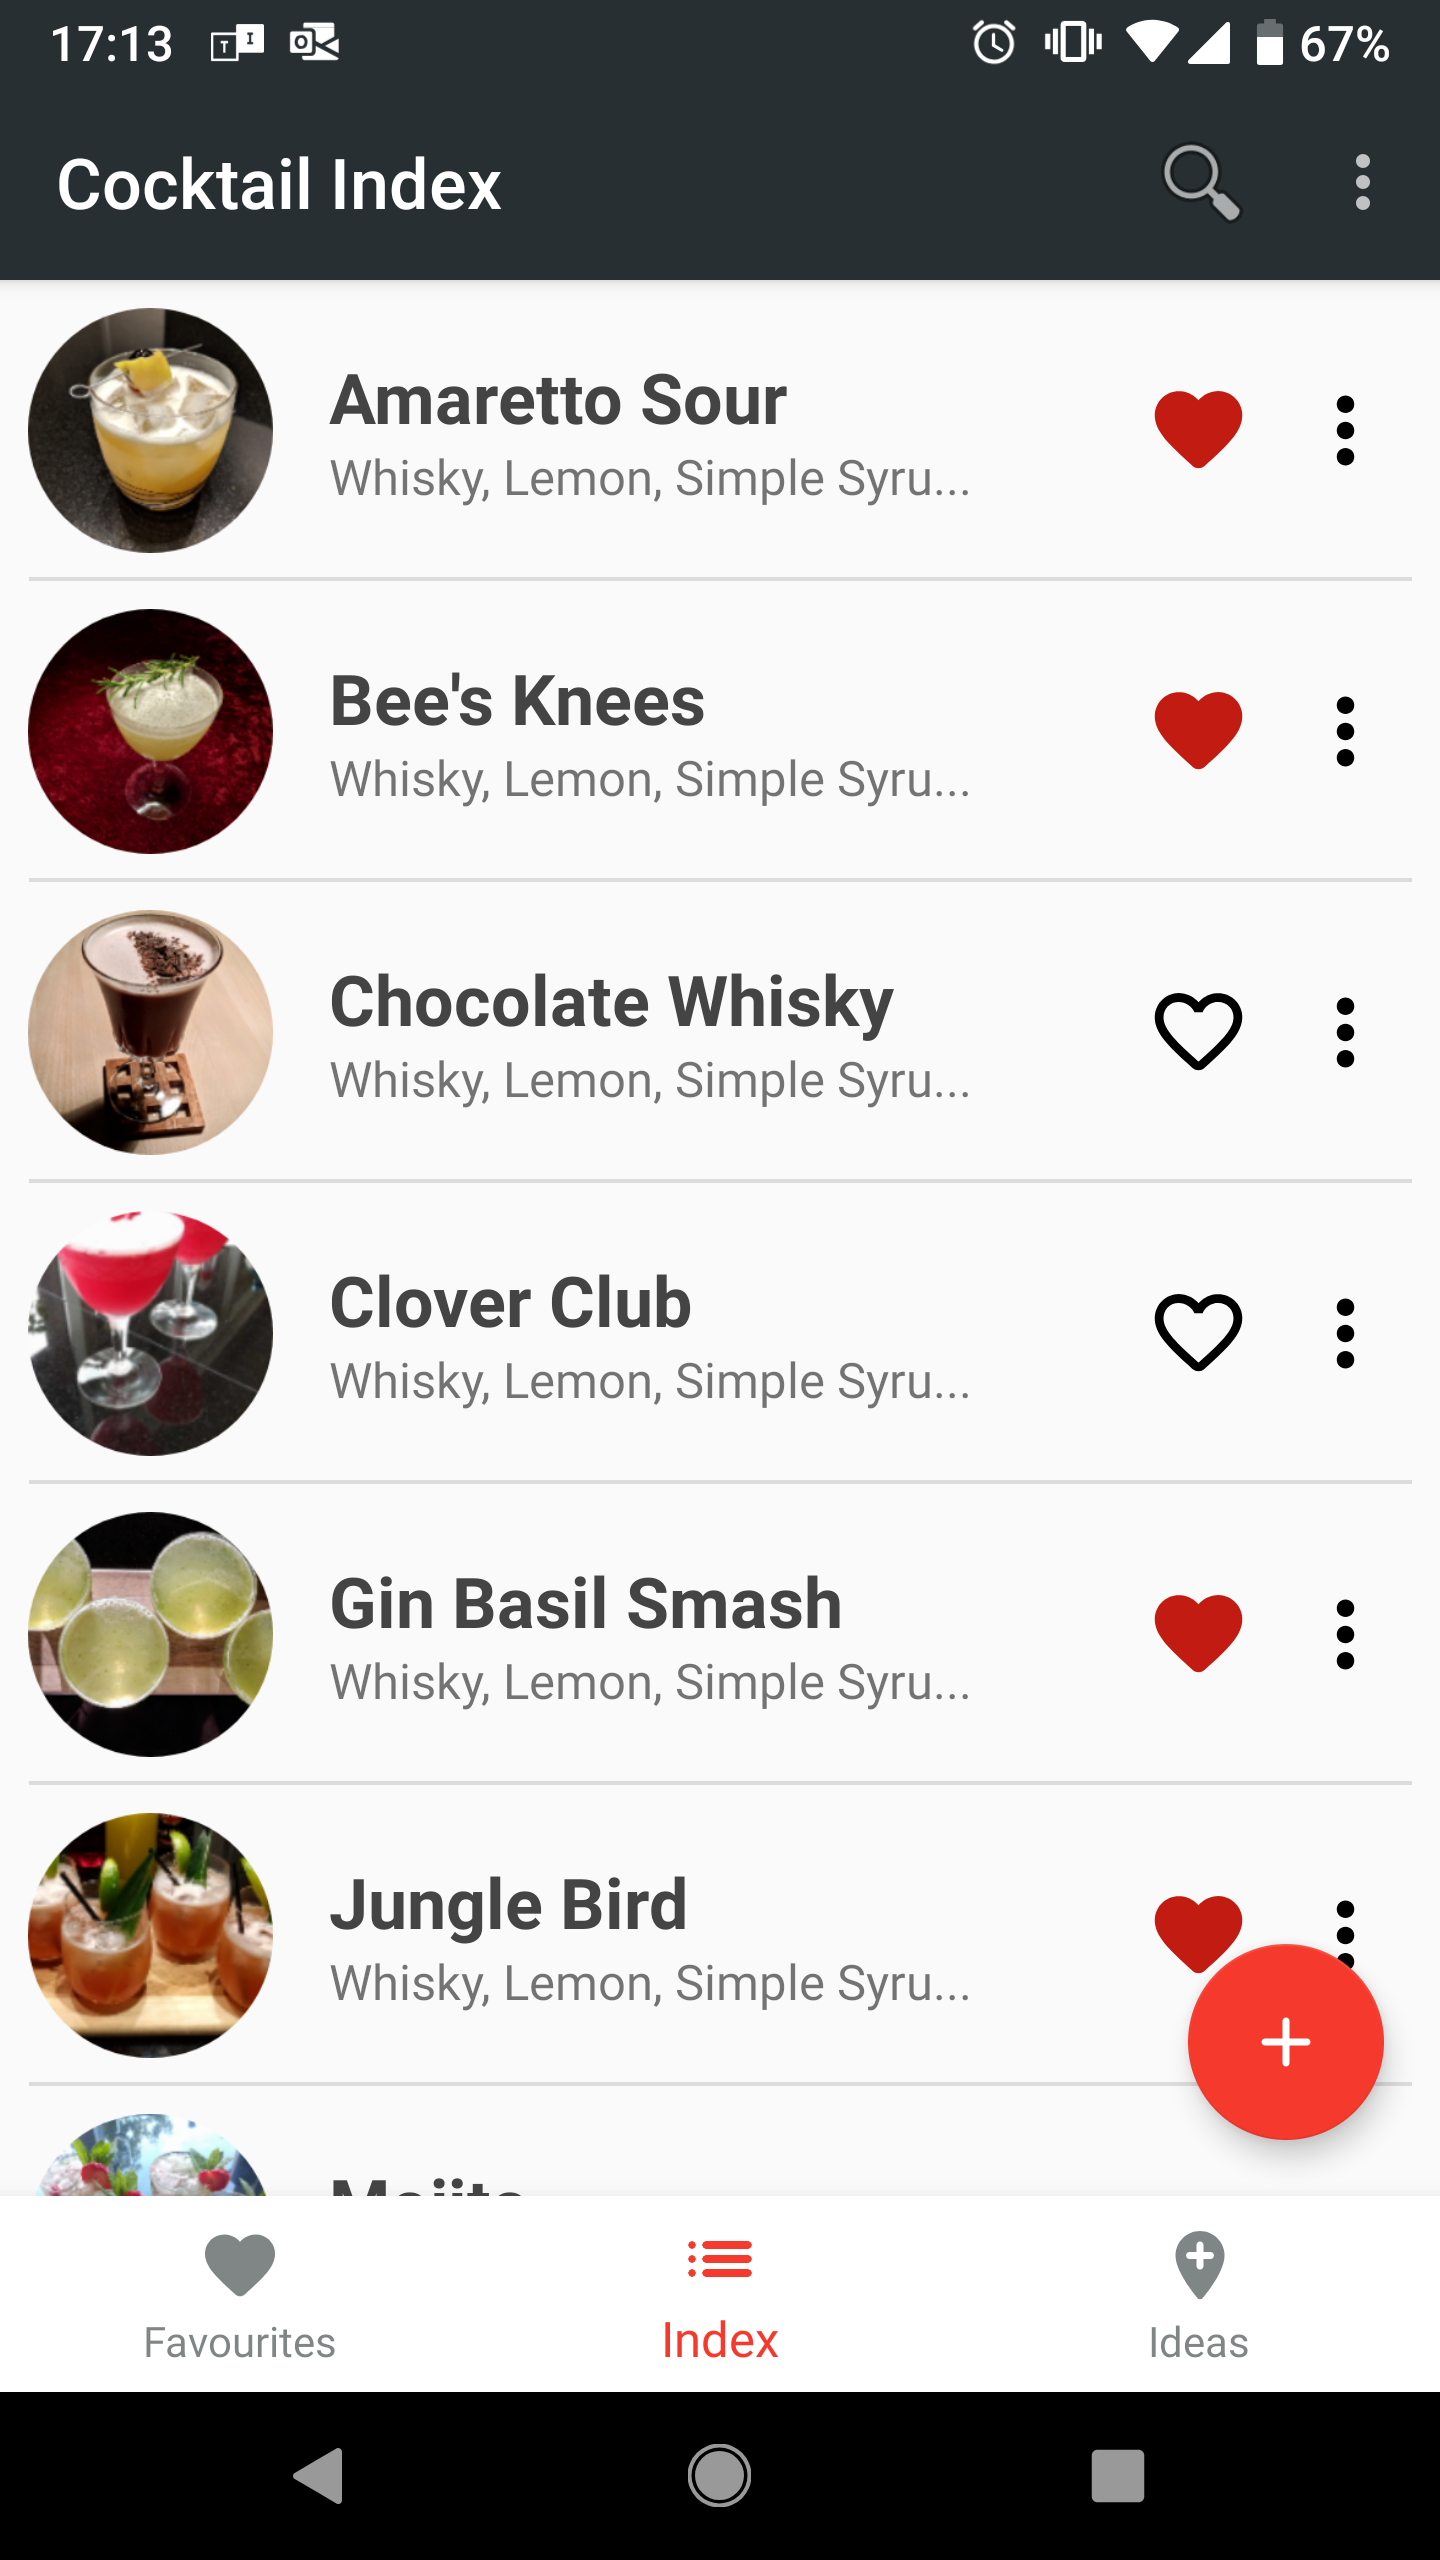 17:13 T I 67%
Cocktail Index
Amaretto Sour
Whisky, Lemon, Simple Syru...
Bee's Knees
Whisky, Lemon, Simple Syru...
Chocolate Whisky
Whisky, Lemon, Simple Syru...
Clover Club
Whisky, Lemon, Simple Syru...
Gin Basil Smash
Whisky, Lemon, Simple Syru...
Jungle Bird
Whisky, Lemon, Simple Syru...
Mojito
Favourites
Index
Ideas